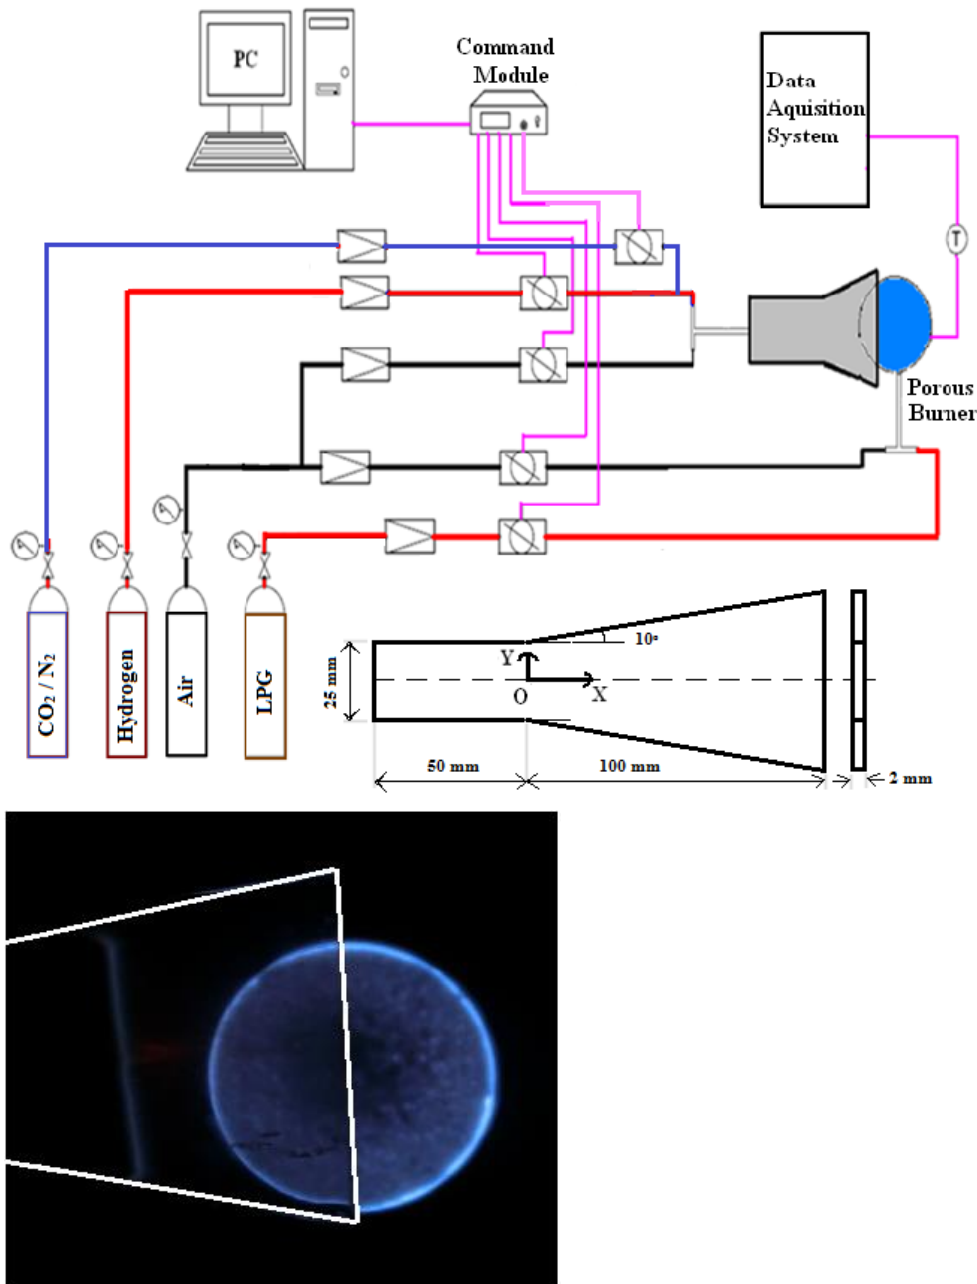 PC
Command
Module
Data
Aquisition
System
T
Porous
Burner
CO₂ / N₂
Hydrogen
Air
LPG
25 mm
10°
Y
O
X
50 mm
100 mm
2 mm